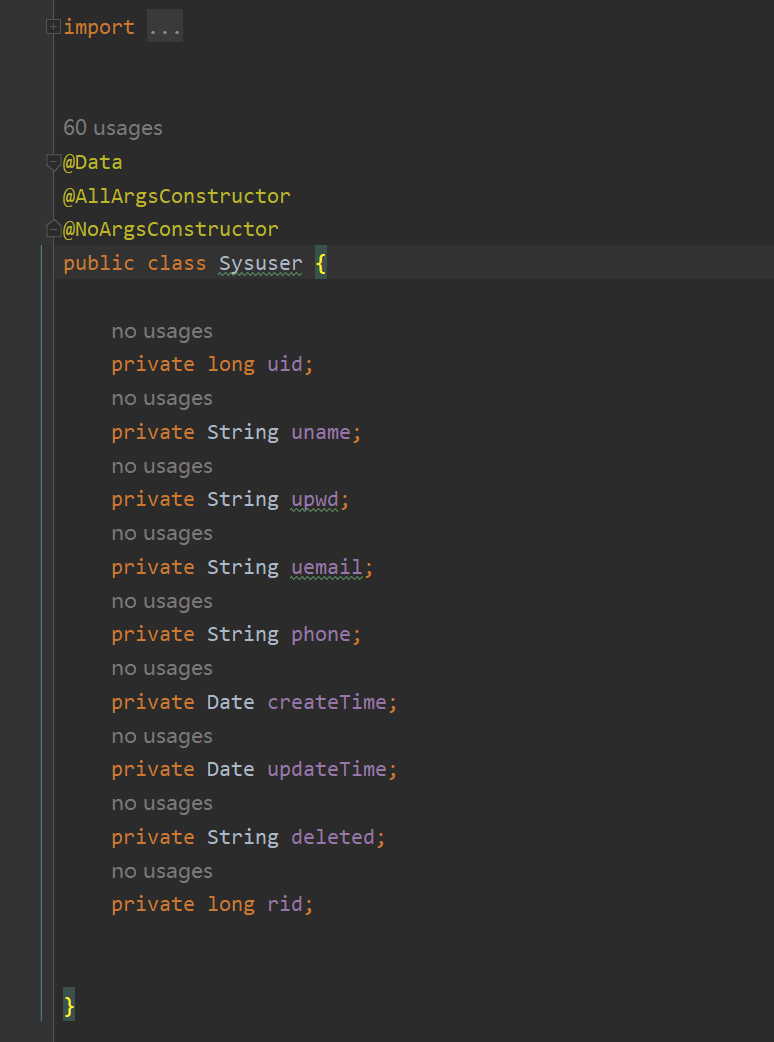 import ...
60 usages
@Data
@AllArgsConstructor
@NoArgsConstructor
public class Sysuser {
no usages
private long uid;
no usages
private String uname;
no usages
private String upwd;
no usages
private String uemail;
no usages
private String phone;
no usages
private Date createTime;
no usages
private Date updateTime;
no usages
private String deleted;
no usages
private long rid;
}